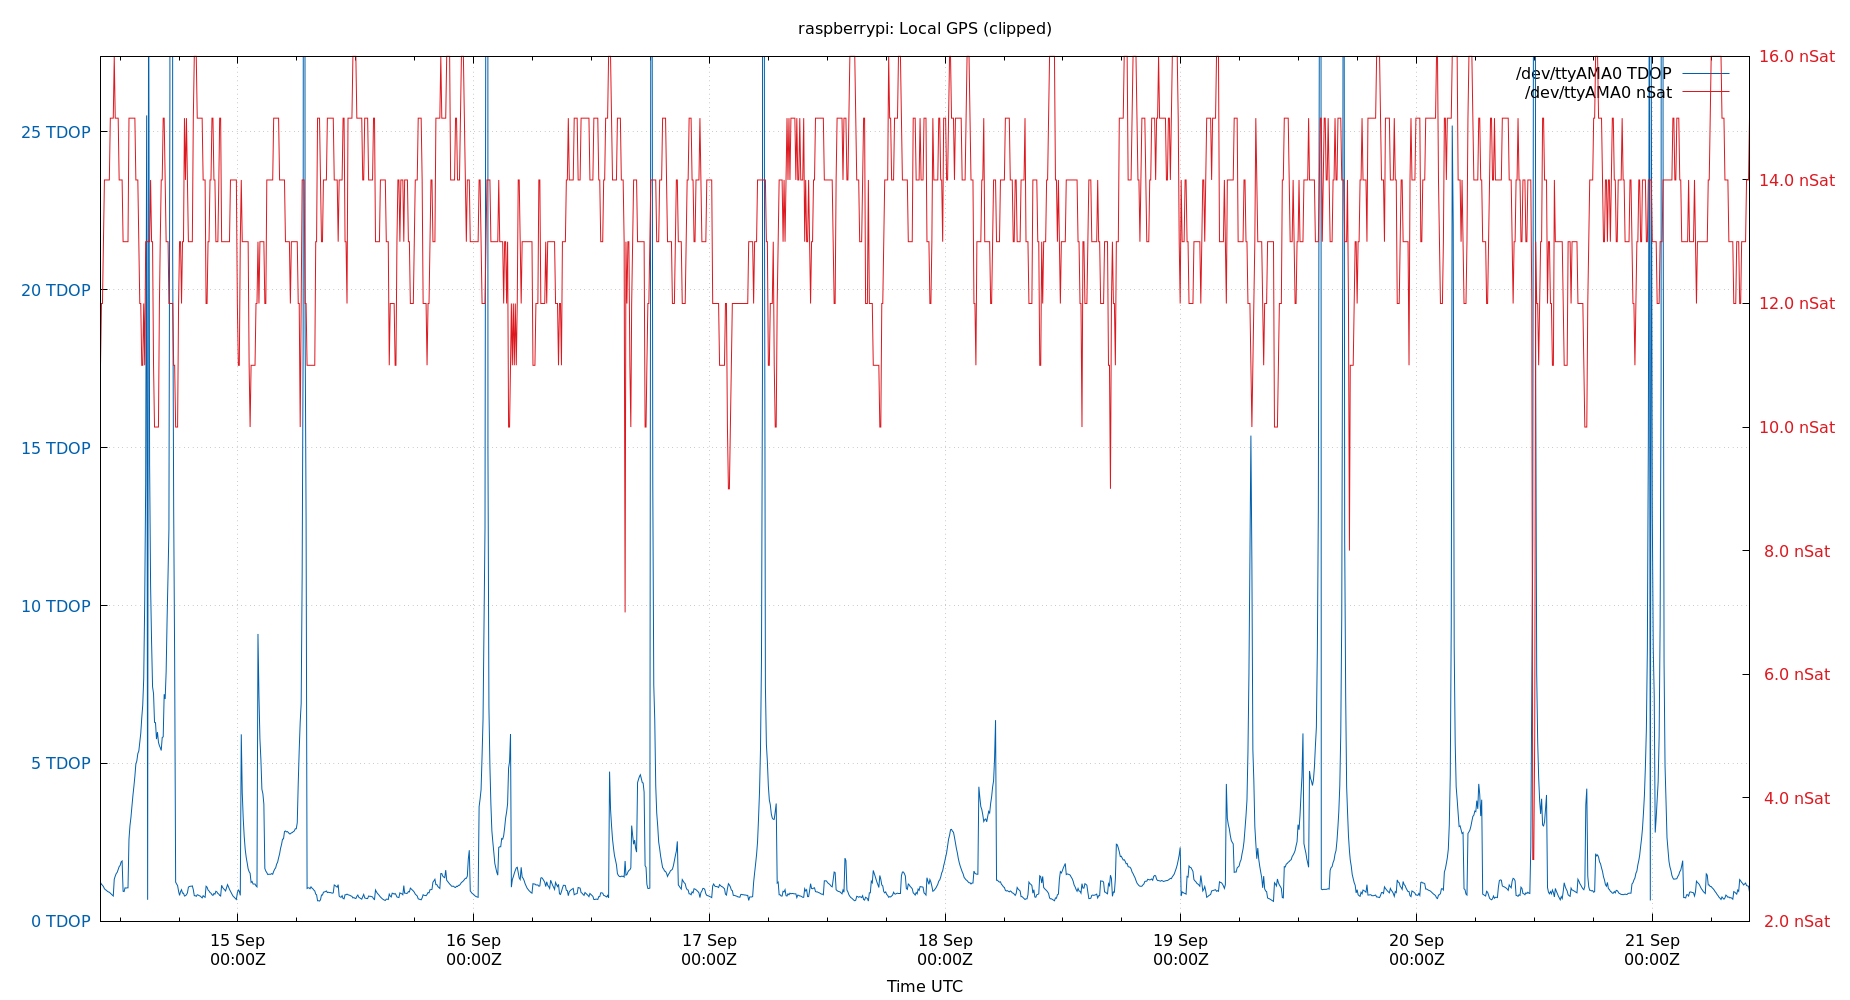 raspberrypi: Local GPS (clipped)
16.0 nSat
/dev/ttyAMA0 TDOP
/dev/ttyAMA0 nSat
25 TDOP
14.0 nSat
20 TDOP
12.0 nSat
15 TDOP
10.0 nSat
8.0 nSat
10 TDOP
6.0 nSat
5 TDOP
4.0 nSat
0 TDOP
2.0 nSat
15 Sep 16 Sep 17 Sep 18 Sep 19 Sep 20 Sep 21 Sep
00:00Z 00:00Z 00:00Z 00:00Z 00:00Z 00:00Z 00:00Z
Time UTC